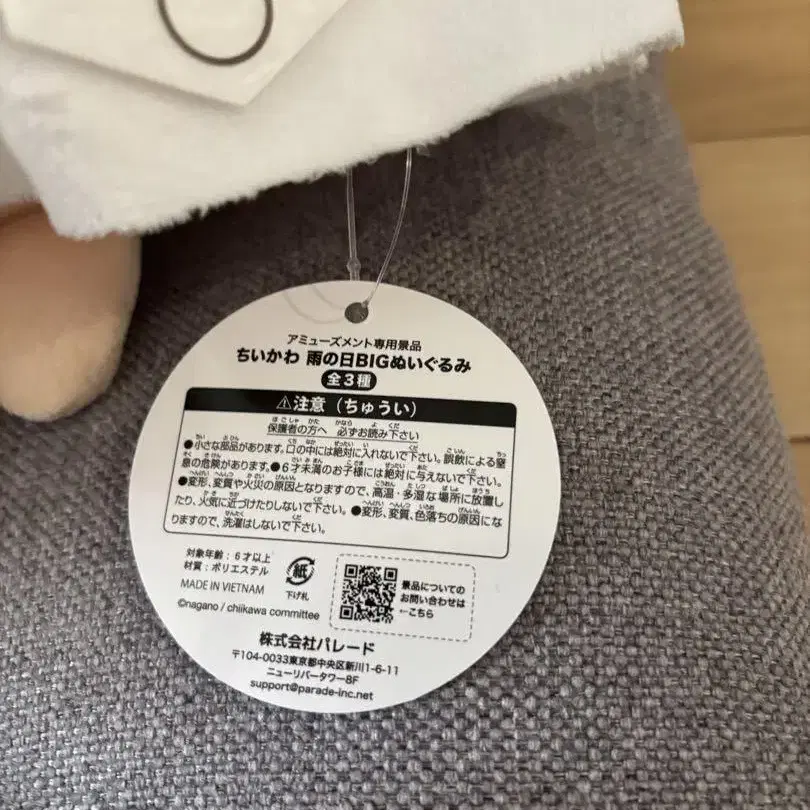 アミューズメント専用景品
ちいかわ 雨の日BIGぬいぐるみ
全3種
⚠注意（ちゅうい）
保護者の方へ 必ずお読み下さい
●小さな部品があります。口の中には絶対に入れないで下さい。誤飲による窒
息の危険があります。●6才未満のお子様には絶対に与えないで下さい。
●変形、変質や火災の原因となりますので、高温・多湿な場所に放置し
たり、火気に近づけたりしないで下さい。●変形、変質、色落ちの原因にな
りますので、洗濯はしないで下さい。
対象年齢：6才以上
材質：ポリエステル
MADE IN VIETNAM
紙
下げ札
景品についての
お問い合わせは
←こちら
©nagano / chiikawa committee
株式会社パレード
〒104-0033東京都中央区新川1-6-11
ニューリバータワー8F
support@parade-inc.net